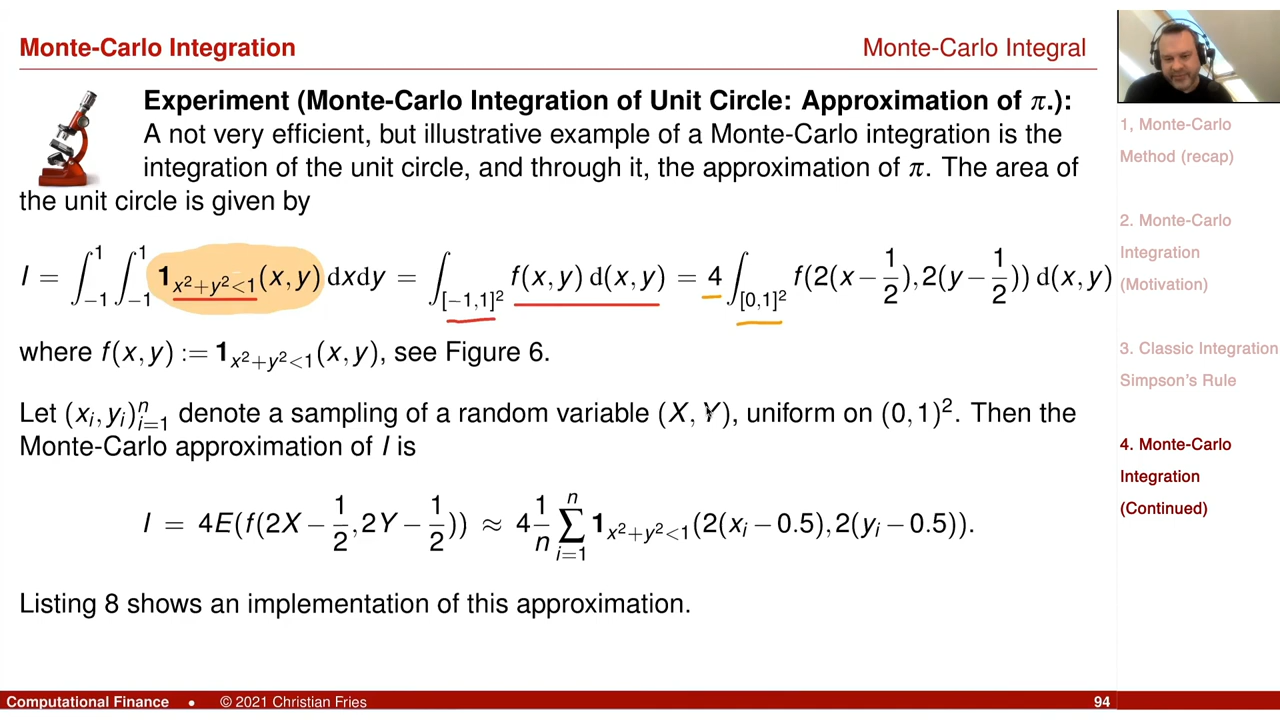 Monte-Carlo Integration
Monte-Carlo Integral
Experiment (Monte-Carlo Integration of Unit Circle: Approximation of π.):
A not very efficient, but illustrative example of a Monte-Carlo integration is the
integration of the unit circle, and through it, the approximation of π. The area of
the unit circle is given by
I = ∫_{-1}^{1} ∫_{-1}^{1} 1_{x²+y²<1}(x,y) dxdy = ∫_{[-1,1]²} f(x,y) d(x,y) = 4 ∫_{[0,1]²} f(2(x−1/2),2(y−1/2)) d(x,y)
where f(x,y) := 1_{x²+y²<1}(x,y), see Figure 6.
Let (x_i,y_i)_{i=1}^{n} denote a sampling of a random variable (X,Y), uniform on (0,1)². Then the
Monte-Carlo approximation of I is
I = 4E(f(2X−1/2,2Y−1/2)) ≈ 4 1/n ∑_{i=1}^{n} 1_{x²+y²<1}(2(x_i−0.5),2(y_i−0.5)).
Listing 8 shows an implementation of this approximation.
1, Monte-Carlo
Method (recap)
2. Monte-Carlo
Integration
(Motivation)
3. Classic Integration
Simpson's Rule
4. Monte-Carlo
Integration
(Continued)
Computational Finance • © 2021 Christian Fries
94